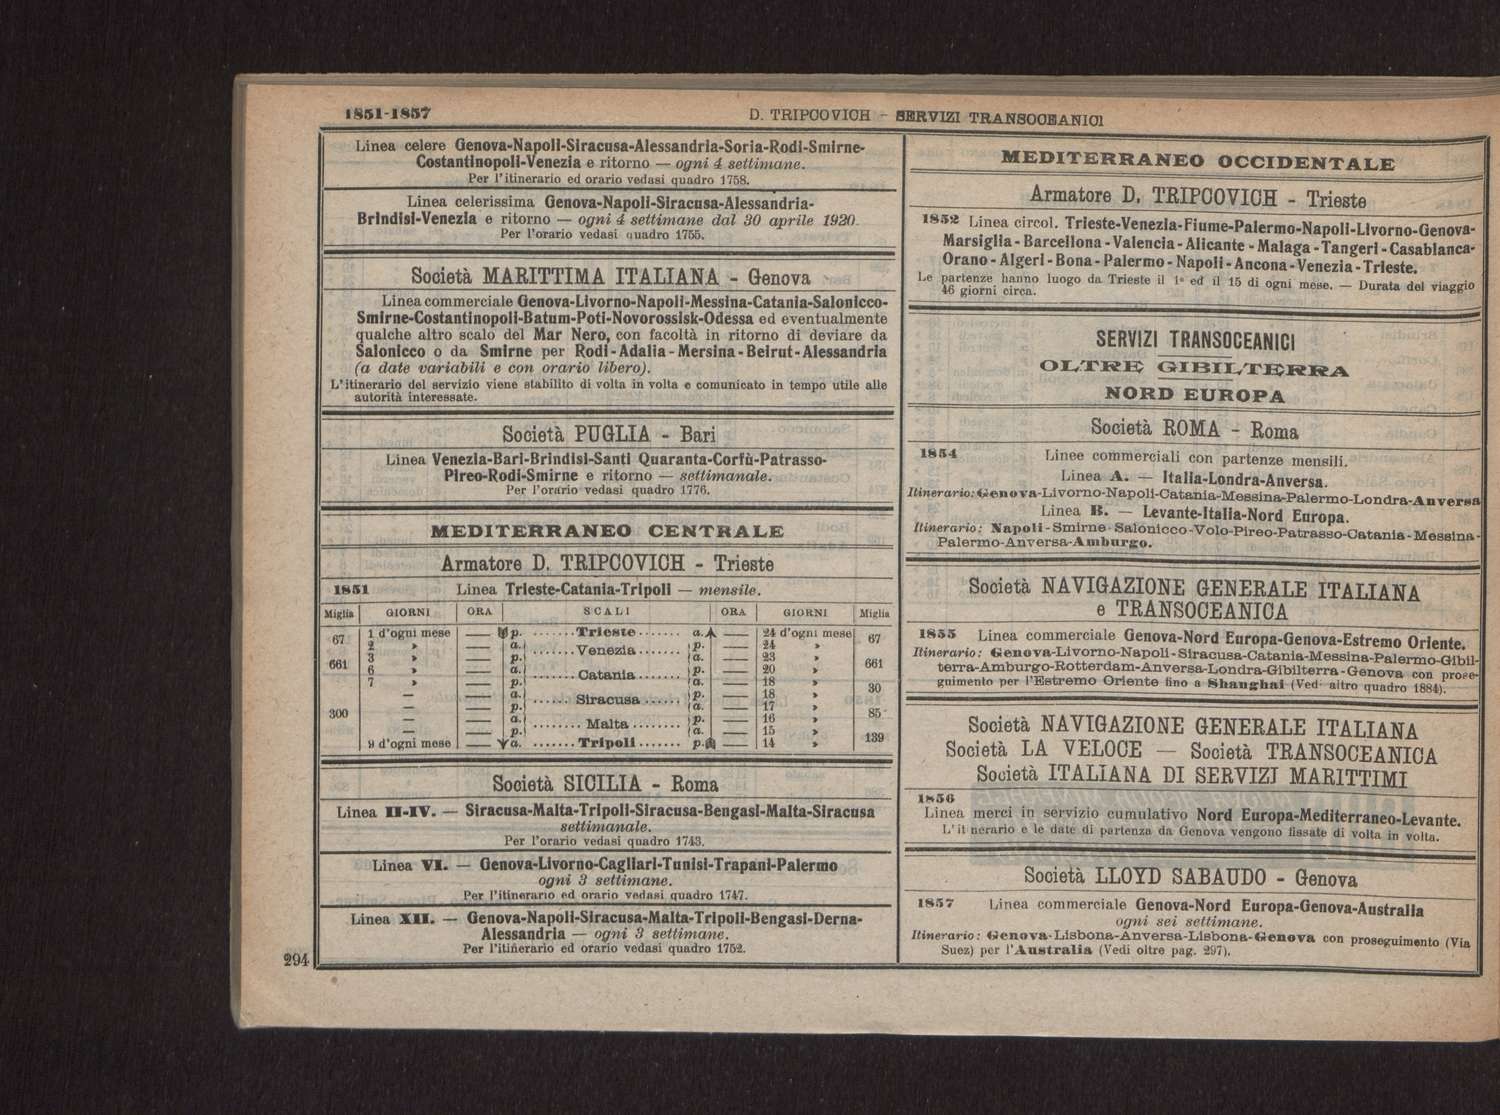 1851-1857
D. TRIPCOVICH - SERVIZI TRANSOCEANICI
Linea celere Genova-Napoli-Siracusa-Alessandria-Soria-Rodi-Smirne-
Costantinopoli-Venezia e ritorno — ogni 4 settimane.
Per l'itinerario ed orario vedasi quadro 1758.
Linea celerissima Genova-Napoli-Siracusa-Alessandria-
Brindisi-Venezia e ritorno — ogni 4 settimane dal 30 aprile 1920.
Per l'orario vedasi quadro 1755.
Società MARITTIMA ITALIANA - Genova
Linea commerciale Genova-Livorno-Napoli-Messina-Catania-Salonicco-
Smirne-Costantinopoli-Batum-Poti-Novorossisk-Odessa ed eventualmente
qualche altro scalo del Mar Nero, con facoltà in ritorno di deviare da
Salonicco o da Smirne per Rodi-Adalia-Mersina-Beirut-Alessandria
(a date variabili e con orario libero).
L'itinerario del servizio viene stabilito di volta in volta e comunicato in tempo utile alle
autorità interessate.
Società PUGLIA - Bari
Linea Venezia-Bari-Brindisi-Santi Quaranta-Corfù-Patrasso-
Pireo-Rodi-Smirne e ritorno — settimanale.
Per l'orario vedasi quadro 1776.
MEDITERRANEO CENTRALE
Armatore D. TRIPCOVICH - Trieste
1851 Linea Trieste-Catania-Tripoli — mensile.
Miglia GIORNI ORA SCALI ORA GIORNI Miglia
67 1 d'ogni mese — p. ....... Trieste ....... a. — 24 d'ogni mese 67
2 » — a. ....... Venezia ....... p. — 24 »
661 3 » — p. a. — 23 » 661
6 » — a. ....... Catania ....... p. — 20 »
7 » — p. a. — 18 » 30
— — a. ....... Siracusa ....... p. — 18 »
300 — — p. a. — 17 » 85
— — a. ........ Malta ........ p. — 16 »
— — p. a. — 15 » 139
9 d'ogni mese — a. ....... Tripoli ....... p. — 14 »
Società SICILIA - Roma
Linea II-IV. — Siracusa-Malta-Tripoli-Siracusa-Bengasi-Malta-Siracusa
settimanale.
Per l'orario vedasi quadro 1743.
Linea VI. — Genova-Livorno-Cagliari-Tunisi-Trapani-Palermo
ogni 3 settimane.
Per l'itinerario ed orario vedasi quadro 1747.
Linea XII. — Genova-Napoli-Siracusa-Malta-Tripoli-Bengasi-Derna-
Alessandria — ogni 3 settimane.
Per l'itinerario ed orario vedasi quadro 1752.
294
MEDITERRANEO OCCIDENTALE
Armatore D. TRIPCOVICH - Trieste
1852 Linea circol. Trieste-Venezia-Fiume-Palermo-Napoli-Livorno-Genova-
Marsiglia-Barcellona-Valencia-Alicante-Malaga-Tangeri-Casablanca-
Orano-Algeri-Bona-Palermo-Napoli-Ancona-Venezia-Trieste.
Le partenze hanno luogo da Trieste il 1º ed il 15 di ogni mese. — Durata del viaggio
46 giorni circa.
SERVIZI TRANSOCEANICI
OLTRE GIBILTERRA
NORD EUROPA
Società ROMA - Roma
1854 Linee commerciali con partenze mensili.
Linea A. — Italia-Londra-Anversa.
Itinerario: Genova-Livorno-Napoli-Catania-Messina-Palermo-Londra-Anversa
Linea B. — Levante-Italia-Nord Europa.
Itinerario: Napoli-Smirne-Salonicco-Volo-Pireo-Patrasso-Catania-Messina-
Palermo-Anversa-Amburgo.
Società NAVIGAZIONE GENERALE ITALIANA
e TRANSOCEANICA
1855 Linea commerciale Genova-Nord Europa-Genova-Estremo Oriente.
Itinerario: Genova-Livorno-Napoli-Siracusa-Catania-Messina-Palermo-Gibil-
terra-Amburgo-Rotterdam-Anversa-Londra-Gibilterra-Genova con prose-
guimento per l'Estremo Oriente fino a Shanghai (Vedi altro quadro 1884).
Società NAVIGAZIONE GENERALE ITALIANA
Società LA VELOCE — Società TRANSOCEANICA
Società ITALIANA DI SERVIZI MARITTIMI
1856
Linea merci in servizio cumulativo Nord Europa-Mediterraneo-Levante.
L'it nerario e le date di partenza da Genova vengono fissate di volta in volta.
Società LLOYD SABAUDO - Genova
1857 Linea commerciale Genova-Nord Europa-Genova-Australia
ogni sei settimane.
Itinerario: Genova-Lisbona-Anversa-Lisbona-Genova con proseguimento (Via
Suez) per l'Australia (Vedi oltre pag. 297).